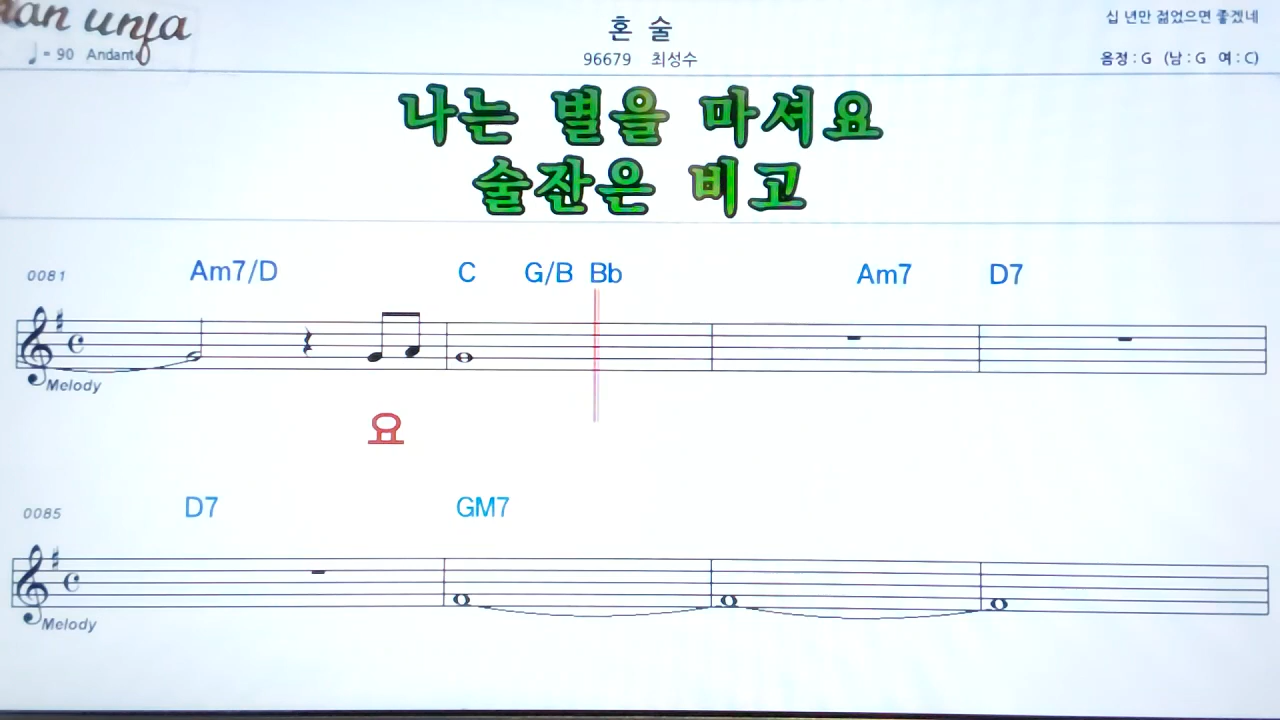 혼 술
십 년만 젊었으면 좋겠네
♩= 90 Andante
96679 최성수
음정 : G (남 : G 여 : C)
나는 별을 마셔요
술잔은 비고
0081 Am7/D C G/B Bb Am7 D7
Melody
요
0085 D7 GM7
Melody